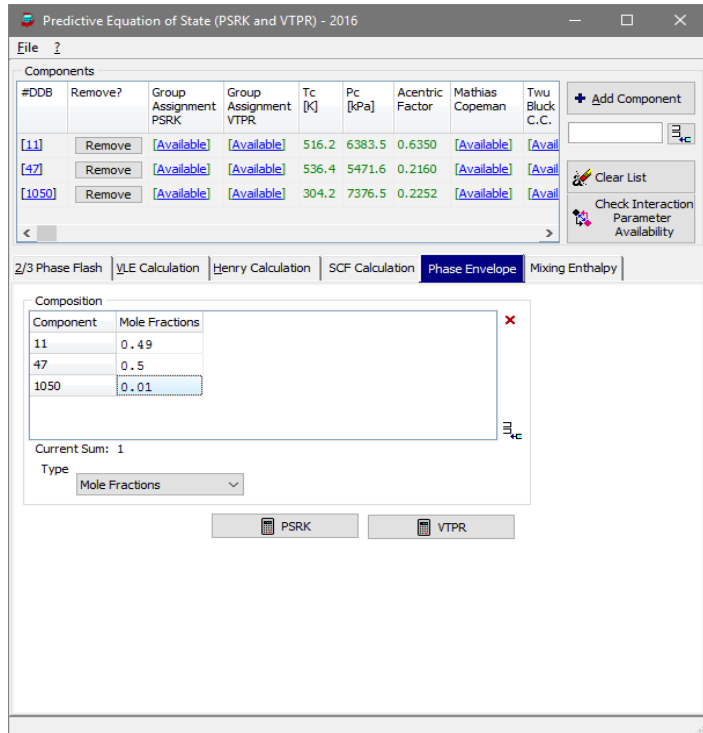 Predictive Equation of State (PSRK and VTPR) - 2016
File ?
Components
#DDB Remove? Group Assignment PSRK Group Assignment VTPR Tc [K] Pc [kPa] Acentric Factor Mathias Copeman Twu Bluck C.C.
[11] Remove [Available] [Available] 516.2 6383.5 0.6350 [Available] [Avail
[47] Remove [Available] [Available] 536.4 5471.6 0.2160 [Available] [Avail
[1050] Remove [Available] [Available] 304.2 7376.5 0.2252 [Available] [Avail
Add Component
Clear List
Check Interaction
Parameter
Availability
2/3 Phase Flash VLE Calculation Henry Calculation SCF Calculation Phase Envelope Mixing Enthalpy
Composition
Component Mole Fractions
11 0.49
47 0.5
1050 0.01
Current Sum: 1
Type
Mole Fractions
PSRK VTPR